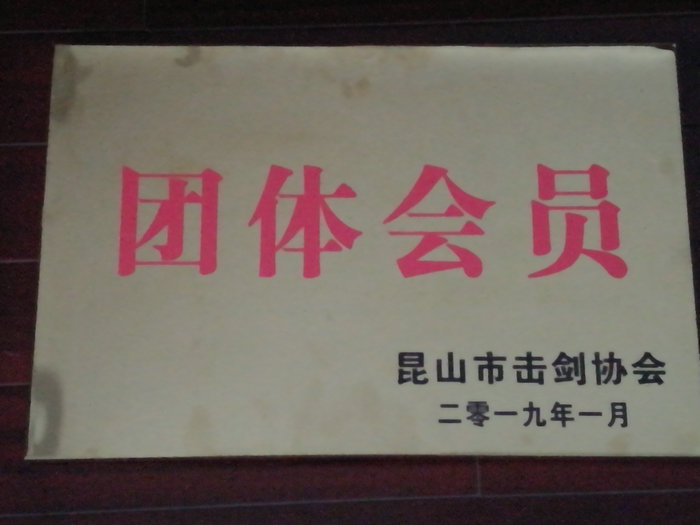 团体会员
昆山市击剑协会
二零一九年一月